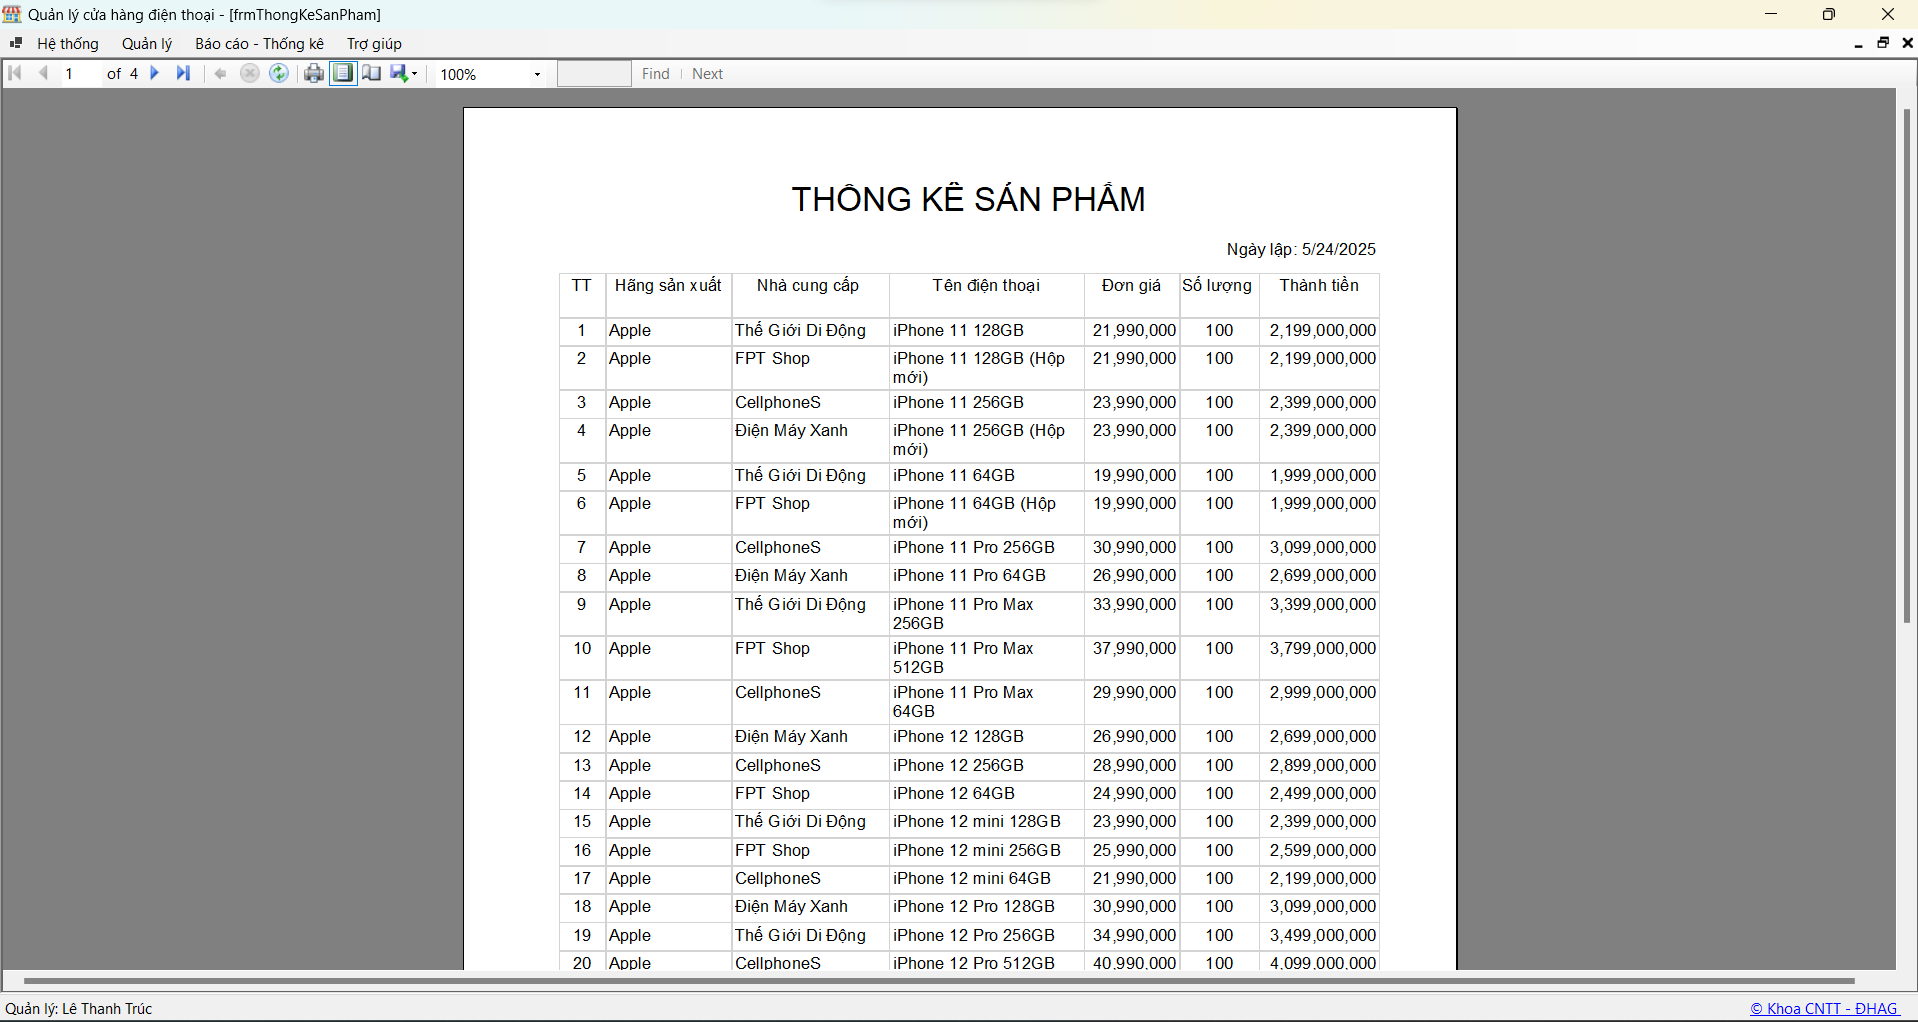 Quản lý cửa hàng điện thoại - [frmThongKeSanPham]
Hệ thống Quản lý Báo cáo - Thống kê Trợ giúp
1 of 4 100% Find Next
THỐNG KÊ SẢN PHẨM
Ngày lập: 5/24/2025
TT Hãng sản xuất Nhà cung cấp Tên điện thoại Đơn giá Số lượng Thành tiền
1 Apple Thế Giới Di Động iPhone 11 128GB 21,990,000 100 2,199,000,000
2 Apple FPT Shop iPhone 11 128GB (Hộp 21,990,000 100 2,199,000,000
mới)
3 Apple CellphoneS iPhone 11 256GB 23,990,000 100 2,399,000,000
4 Apple Điện Máy Xanh iPhone 11 256GB (Hộp 23,990,000 100 2,399,000,000
mới)
5 Apple Thế Giới Di Động iPhone 11 64GB 19,990,000 100 1,999,000,000
6 Apple FPT Shop iPhone 11 64GB (Hộp 19,990,000 100 1,999,000,000
mới)
7 Apple CellphoneS iPhone 11 Pro 256GB 30,990,000 100 3,099,000,000
8 Apple Điện Máy Xanh iPhone 11 Pro 64GB 26,990,000 100 2,699,000,000
9 Apple Thế Giới Di Động iPhone 11 Pro Max 33,990,000 100 3,399,000,000
256GB
10 Apple FPT Shop iPhone 11 Pro Max 37,990,000 100 3,799,000,000
512GB
11 Apple CellphoneS iPhone 11 Pro Max 29,990,000 100 2,999,000,000
64GB
12 Apple Điện Máy Xanh iPhone 12 128GB 26,990,000 100 2,699,000,000
13 Apple CellphoneS iPhone 12 256GB 28,990,000 100 2,899,000,000
14 Apple FPT Shop iPhone 12 64GB 24,990,000 100 2,499,000,000
15 Apple Thế Giới Di Động iPhone 12 mini 128GB 23,990,000 100 2,399,000,000
16 Apple FPT Shop iPhone 12 mini 256GB 25,990,000 100 2,599,000,000
17 Apple CellphoneS iPhone 12 mini 64GB 21,990,000 100 2,199,000,000
18 Apple Điện Máy Xanh iPhone 12 Pro 128GB 30,990,000 100 3,099,000,000
19 Apple Thế Giới Di Động iPhone 12 Pro 256GB 34,990,000 100 3,499,000,000
20 Apple CellphoneS iPhone 12 Pro 512GB 40,990,000 100 4,099,000,000
Quản lý: Lê Thanh Trúc © Khoa CNTT - ĐHAG